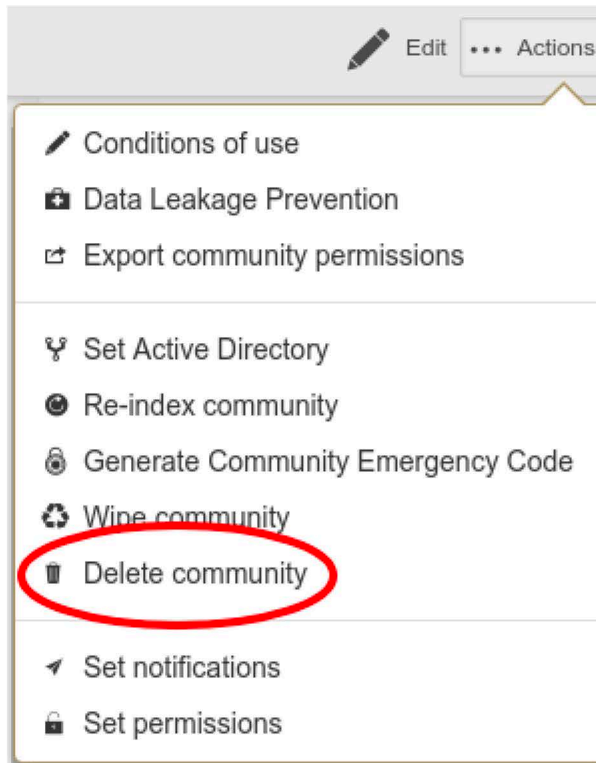 Edit ••• Actions
Conditions of use
Data Leakage Prevention
Export community permissions
Set Active Directory
Re-index community
Generate Community Emergency Code
Wipe community
Delete community
Set notifications
Set permissions